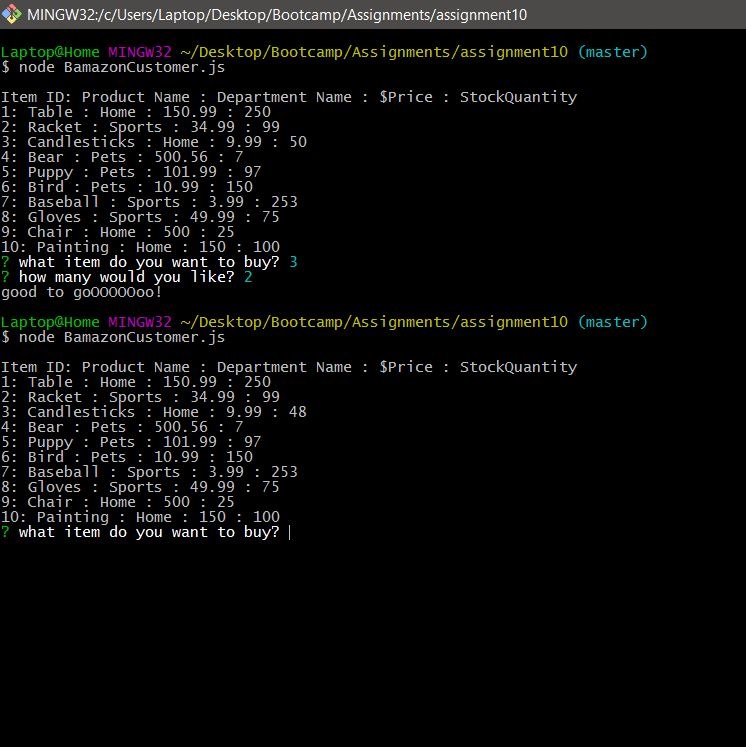 MINGW32:/c/Users/Laptop/Desktop/Bootcamp/Assignments/assignment10
Laptop@Home MINGW32 ~/Desktop/Bootcamp/Assignments/assignment10 (master)
$ node BamazonCustomer.js
Item ID: Product Name : Department Name : $Price : StockQuantity
1: Table : Home : 150.99 : 250
2: Racket : Sports : 34.99 : 99
3: Candlesticks : Home : 9.99 : 50
4: Bear : Pets : 500.56 : 7
5: Puppy : Pets : 101.99 : 97
6: Bird : Pets : 10.99 : 150
7: Baseball : Sports : 3.99 : 253
8: Gloves : Sports : 49.99 : 75
9: Chair : Home : 500 : 25
10: Painting : Home : 150 : 100
? what item do you want to buy? 3
? how many would you like? 2
good to goOOOOOoo!
Laptop@Home MINGW32 ~/Desktop/Bootcamp/Assignments/assignment10 (master)
$ node BamazonCustomer.js
Item ID: Product Name : Department Name : $Price : StockQuantity
1: Table : Home : 150.99 : 250
2: Racket : Sports : 34.99 : 99
3: Candlesticks : Home : 9.99 : 48
4: Bear : Pets : 500.56 : 7
5: Puppy : Pets : 101.99 : 97
6: Bird : Pets : 10.99 : 150
7: Baseball : Sports : 3.99 : 253
8: Gloves : Sports : 49.99 : 75
9: Chair : Home : 500 : 25
10: Painting : Home : 150 : 100
? what item do you want to buy?